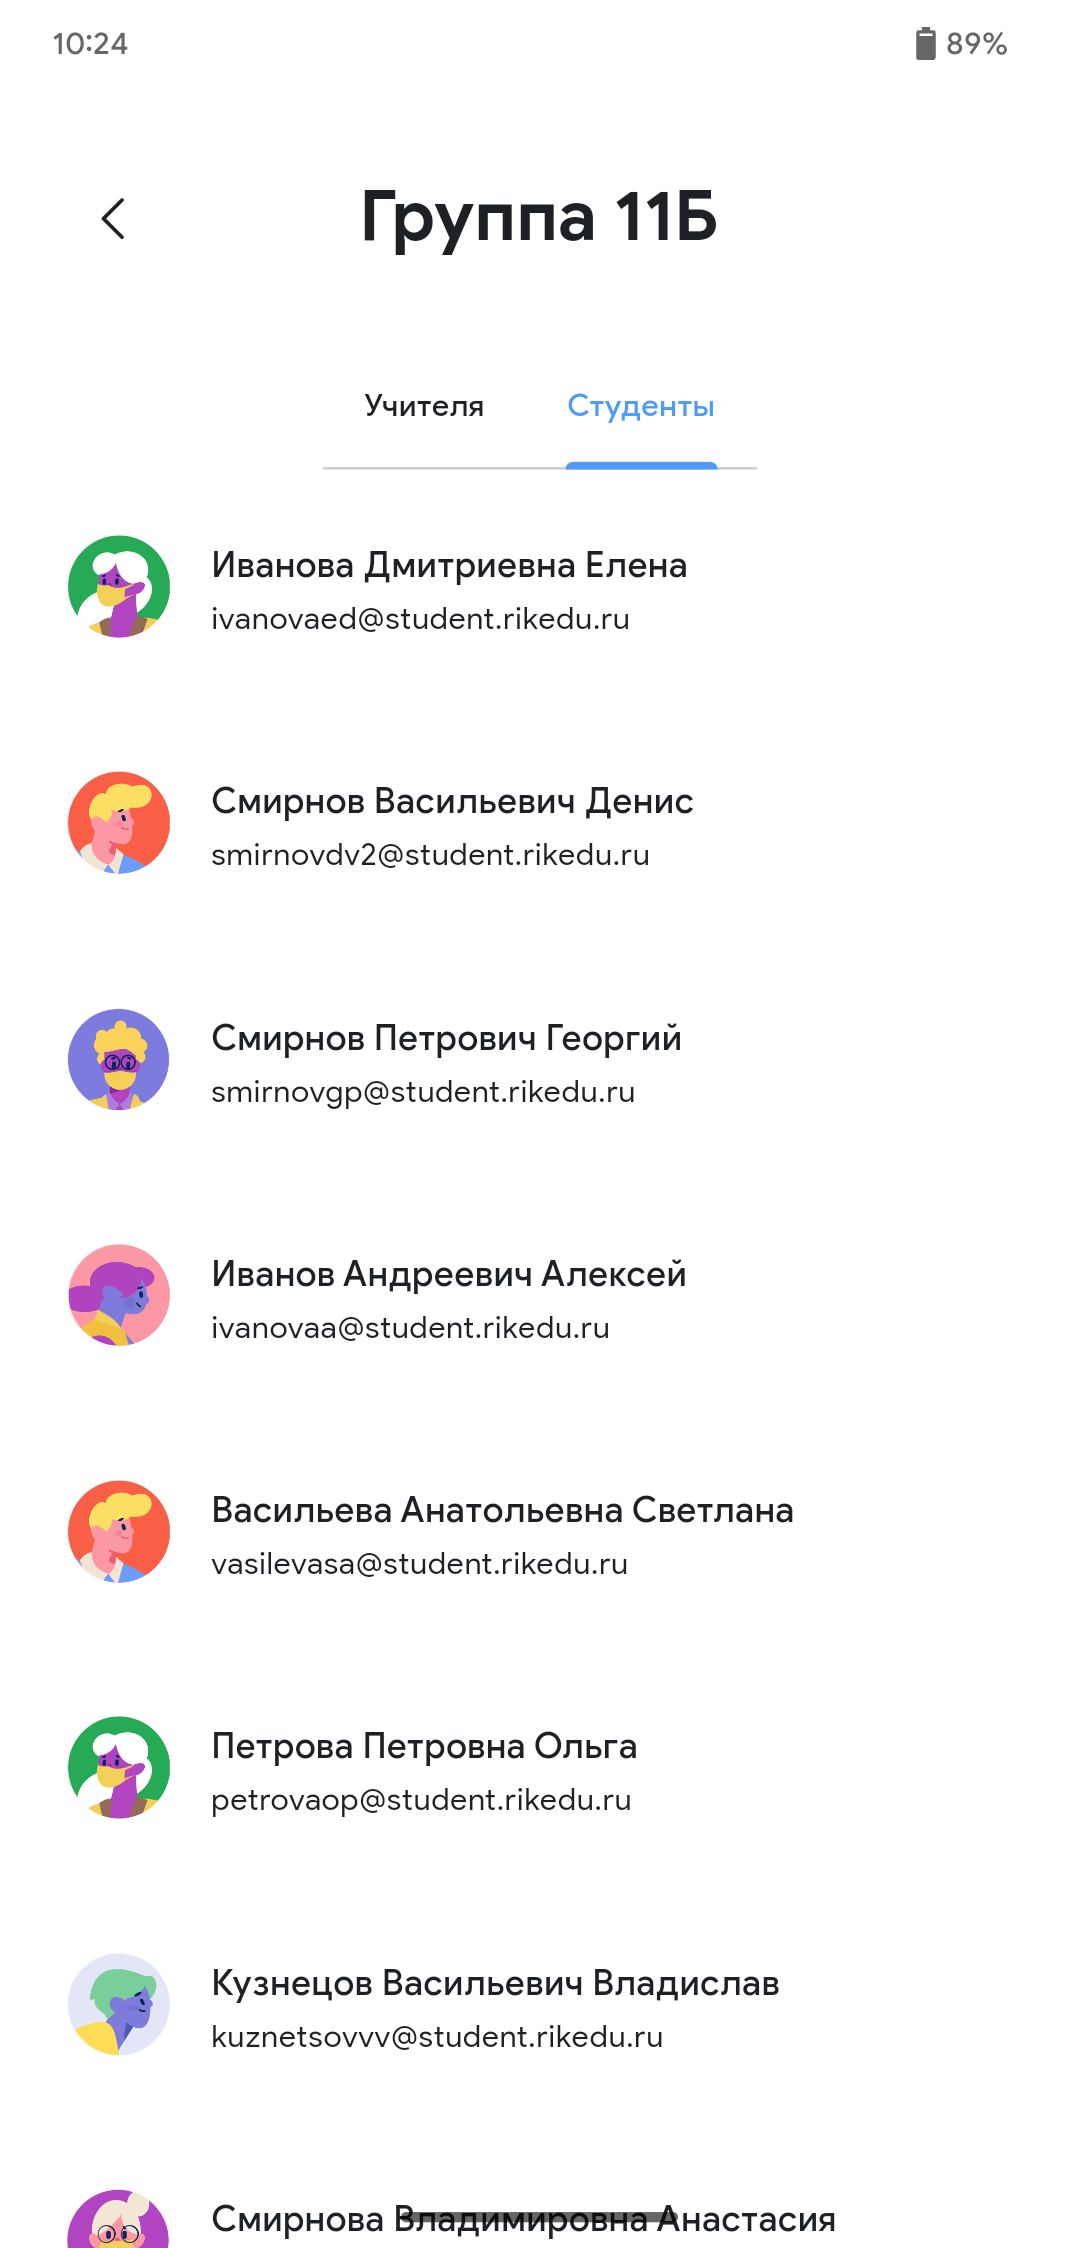 10:24 89%
Группа 11Б
Учителя Студенты
Иванова Дмитриевна Елена
ivanovaed@student.rikedu.ru
Смирнов Васильевич Денис
smirnovdv2@student.rikedu.ru
Смирнов Петрович Георгий
smirnovgp@student.rikedu.ru
Иванов Андреевич Алексей
ivanovaa@student.rikedu.ru
Васильева Анатольевна Светлана
vasilevasa@student.rikedu.ru
Петрова Петровна Ольга
petrovaop@student.rikedu.ru
Кузнецов Васильевич Владислав
kuznetsovvv@student.rikedu.ru
Смирнова Владимировна Анастасия